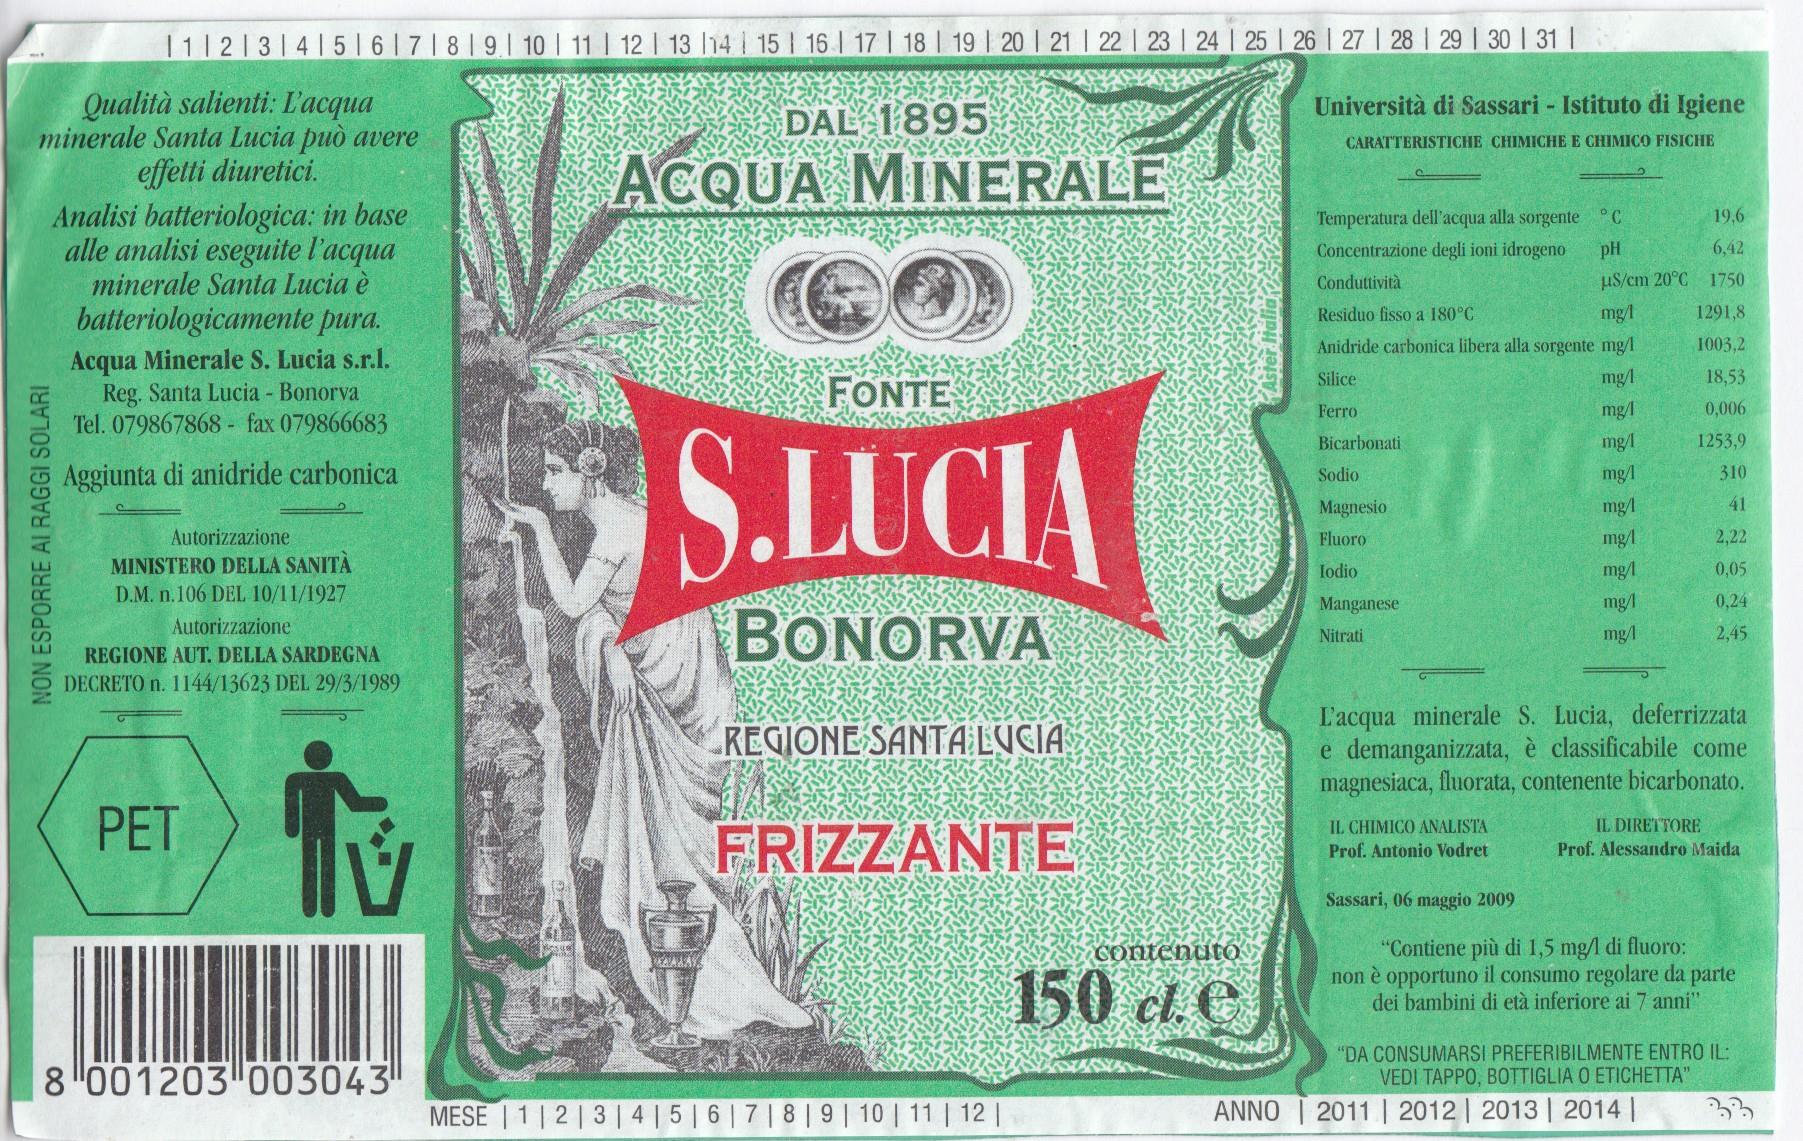 | 1 | 2 | 3 | 4 | 5 | 6 | 7 | 8 | 9 | 10 | 11 | 12 | 13 | 14 | 15 | 16 | 17 | 18 | 19 | 20 | 21 | 22 | 23 | 24 | 25 | 26 | 27 | 28 | 29 | 30 | 31 |
Qualità salienti: L'acqua
minerale Santa Lucia può avere
effetti diuretici.
Analisi batteriologica: in base
alle analisi eseguite l'acqua
minerale Santa Lucia è
batteriologicamente pura.
Acqua Minerale S. Lucia s.r.l.
Reg. Santa Lucia - Bonorva
Tel. 079867868 - fax 079866683
Aggiunta di anidride carbonica
Autorizzazione
MINISTERO DELLA SANITÀ
D.M. n.106 DEL 10/11/1927
Autorizzazione
REGIONE AUT. DELLA SARDEGNA
DECRETO n. 1144/13623 DEL 29/3/1989
NON ESPORRE AI RAGGI SOLARI
PET
8 001203 003043
DAL 1895
ACQUA MINERALE
FONTE
S.LUCIA
BONORVA
REGIONE SANTA LUCIA
FRIZZANTE
contenuto
150 cl. e
Università di Sassari - Istituto di Igiene
CARATTERISTICHE CHIMICHE E CHIMICO FISICHE
Temperatura dell'acqua alla sorgente ° C 19,6
Concentrazione degli ioni idrogeno pH 6,42
Conduttività µS/cm 20°C 1750
Residuo fisso a 180°C mg/l 1291,8
Anidride carbonica libera alla sorgente mg/l 1003,2
Silice mg/l 18,53
Ferro mg/l 0,006
Bicarbonati mg/l 1253,9
Sodio mg/l 310
Magnesio mg/l 41
Fluoro mg/l 2,22
Iodio mg/l 0,05
Manganese mg/l 0,24
Nitrati mg/l 2,45
L'acqua minerale S. Lucia, deferrizzata
e demanganizzata, è classificabile come
magnesiaca, fluorata, contenente bicarbonato.
IL CHIMICO ANALISTA IL DIRETTORE
Prof. Antonio Vodret Prof. Alessandro Maida
Sassari, 06 maggio 2009
"Contiene più di 1,5 mg/l di fluoro:
non è opportuno il consumo regolare da parte
dei bambini di età inferiore ai 7 anni"
"DA CONSUMARSI PREFERIBILMENTE ENTRO IL:
VEDI TAPPO, BOTTIGLIA O ETICHETTA"
MESE | 1 | 2 | 3 | 4 | 5 | 6 | 7 | 8 | 9 | 10 | 11 | 12 | ANNO | 2011 | 2012 | 2013 | 2014 |